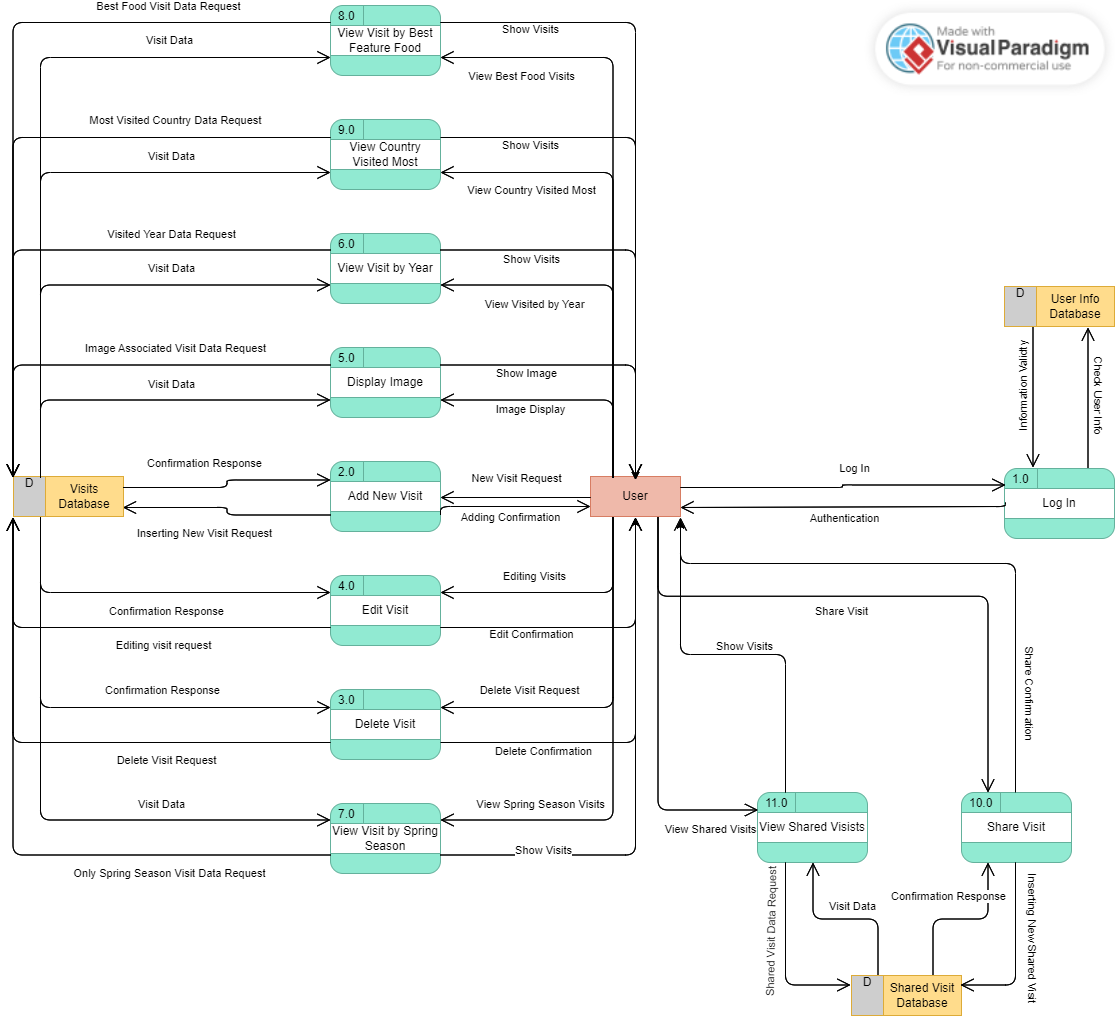 Best Food Visit Data Request
8.0
View Visit by Best
Feature Food
Show Visits
Visit Data
View Best Food Visits
Made with
VisualParadigm
For non-commercial use
Most Visited Country Data Request
9.0
View Country
Visited Most
Show Visits
Visit Data
View Country Visited Most
Visited Year Data Request
6.0
View Visit by Year
Show Visits
Visit Data
View Visited by Year
Image Associated Visit Data Request
5.0
Display Image
Show Image
Visit Data
Image Display
D
User Info
Database
Information Validty
Check User Info
Confirmation Response
2.0
Add New Visit
New Visit Request
D
Visits
Database
User
Log In
1.0
Log In
Adding Confirmation
Authentication
Inserting New Visit Request
4.0
Edit Visit
Editing Visits
Confirmation Response
Share Visit
Edit Confirmation
Editing visit request
Show Visits
Share Confirmation
Confirmation Response
3.0
Delete Visit
Delete Visit Request
Delete Confirmation
Delete Visit Request
Visit Data
7.0
View Visit by Spring
Season
View Spring Season Visits
Show Visits
Only Spring Season Visit Data Request
View Shared Visits
11.0
View Shared Visists
10.0
Share Visit
Shared Visit Data Request
Visit Data
Confirmation Response
Inserting New Shared Visit
D
Shared Visit
Database